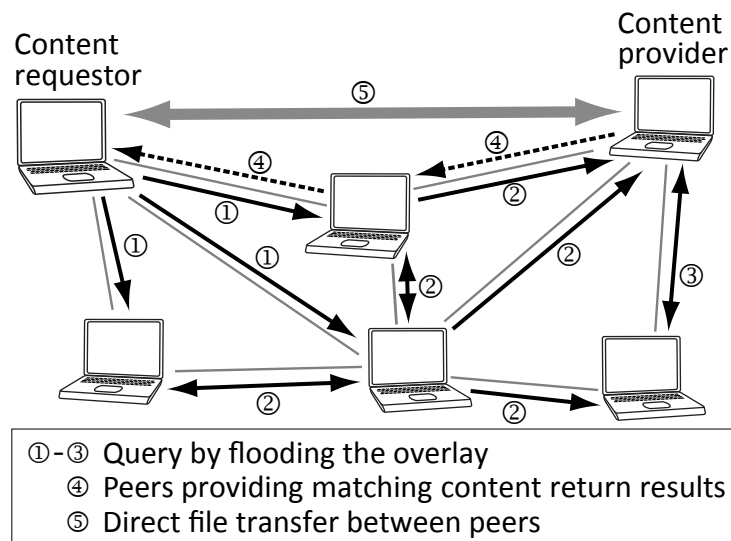 Content
requestor
Content
provider
⑤
④
④
①
②
①
①
②
②
③
②
②
①-③ Query by flooding the overlay
④ Peers providing matching content return results
⑤ Direct file transfer between peers